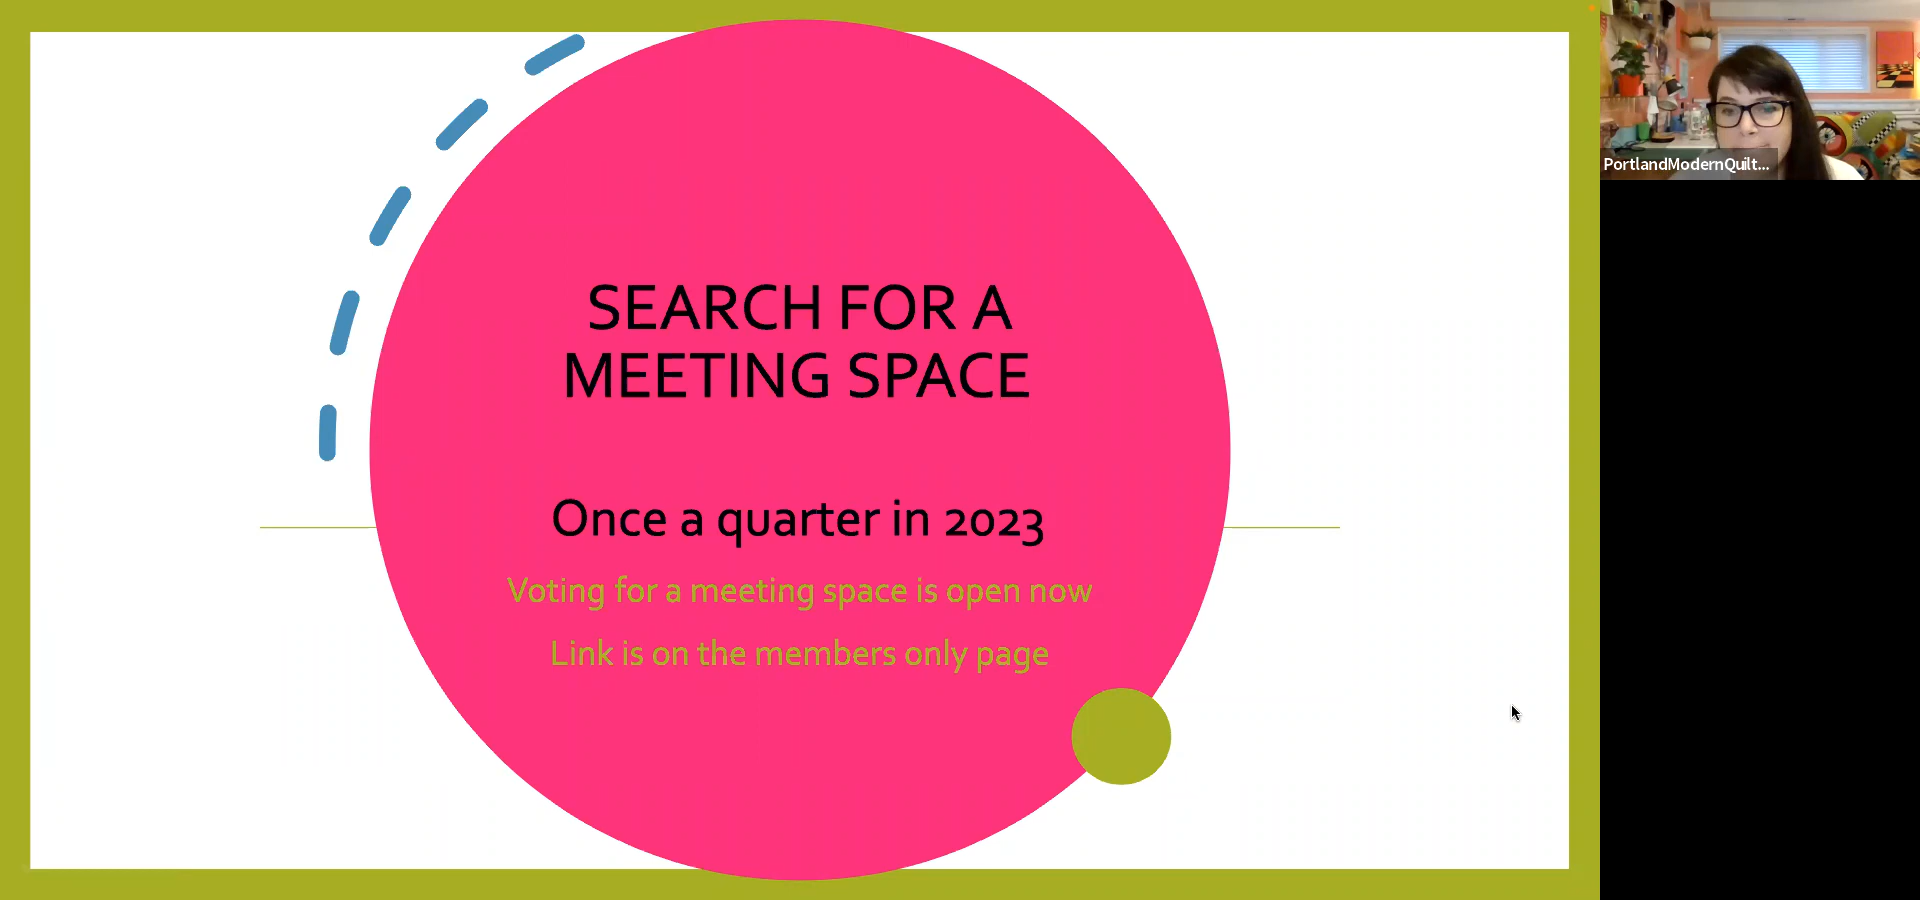 SEARCH FOR A
MEETING SPACE
Once a quarter in 2023
Voting for a meeting space is open now
Link is on the members only page
PortlandModernQuilt...